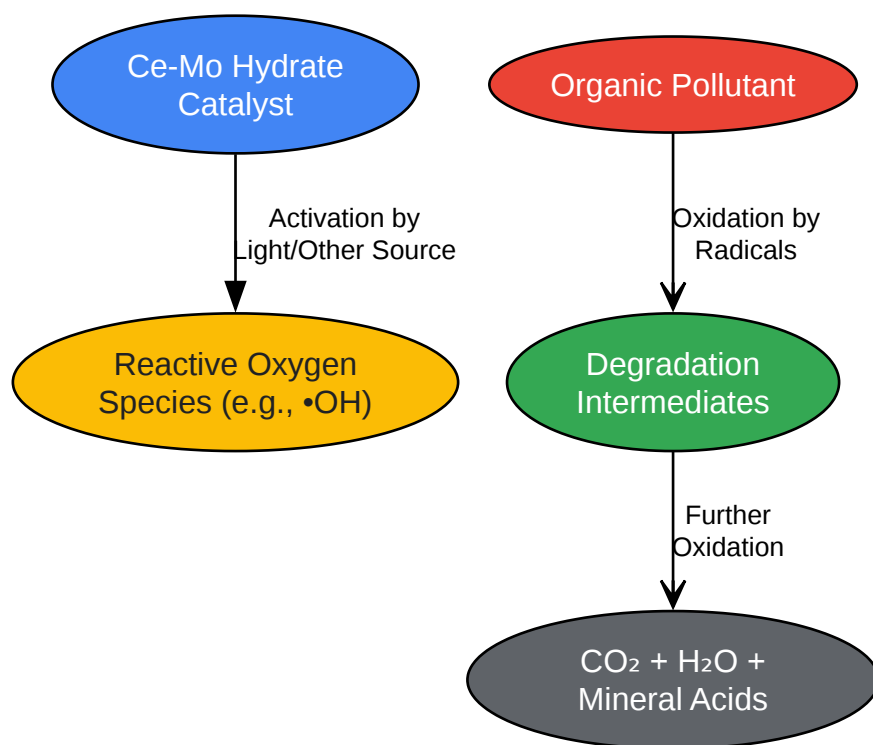 Ce-Mo Hydrate
Catalyst
Organic Pollutant
Activation by
Light/Other Source
Oxidation by
Radicals
Reactive Oxygen
Species (e.g., •OH)
Degradation
Intermediates
Further
Oxidation
CO₂ + H₂O +
Mineral Acids